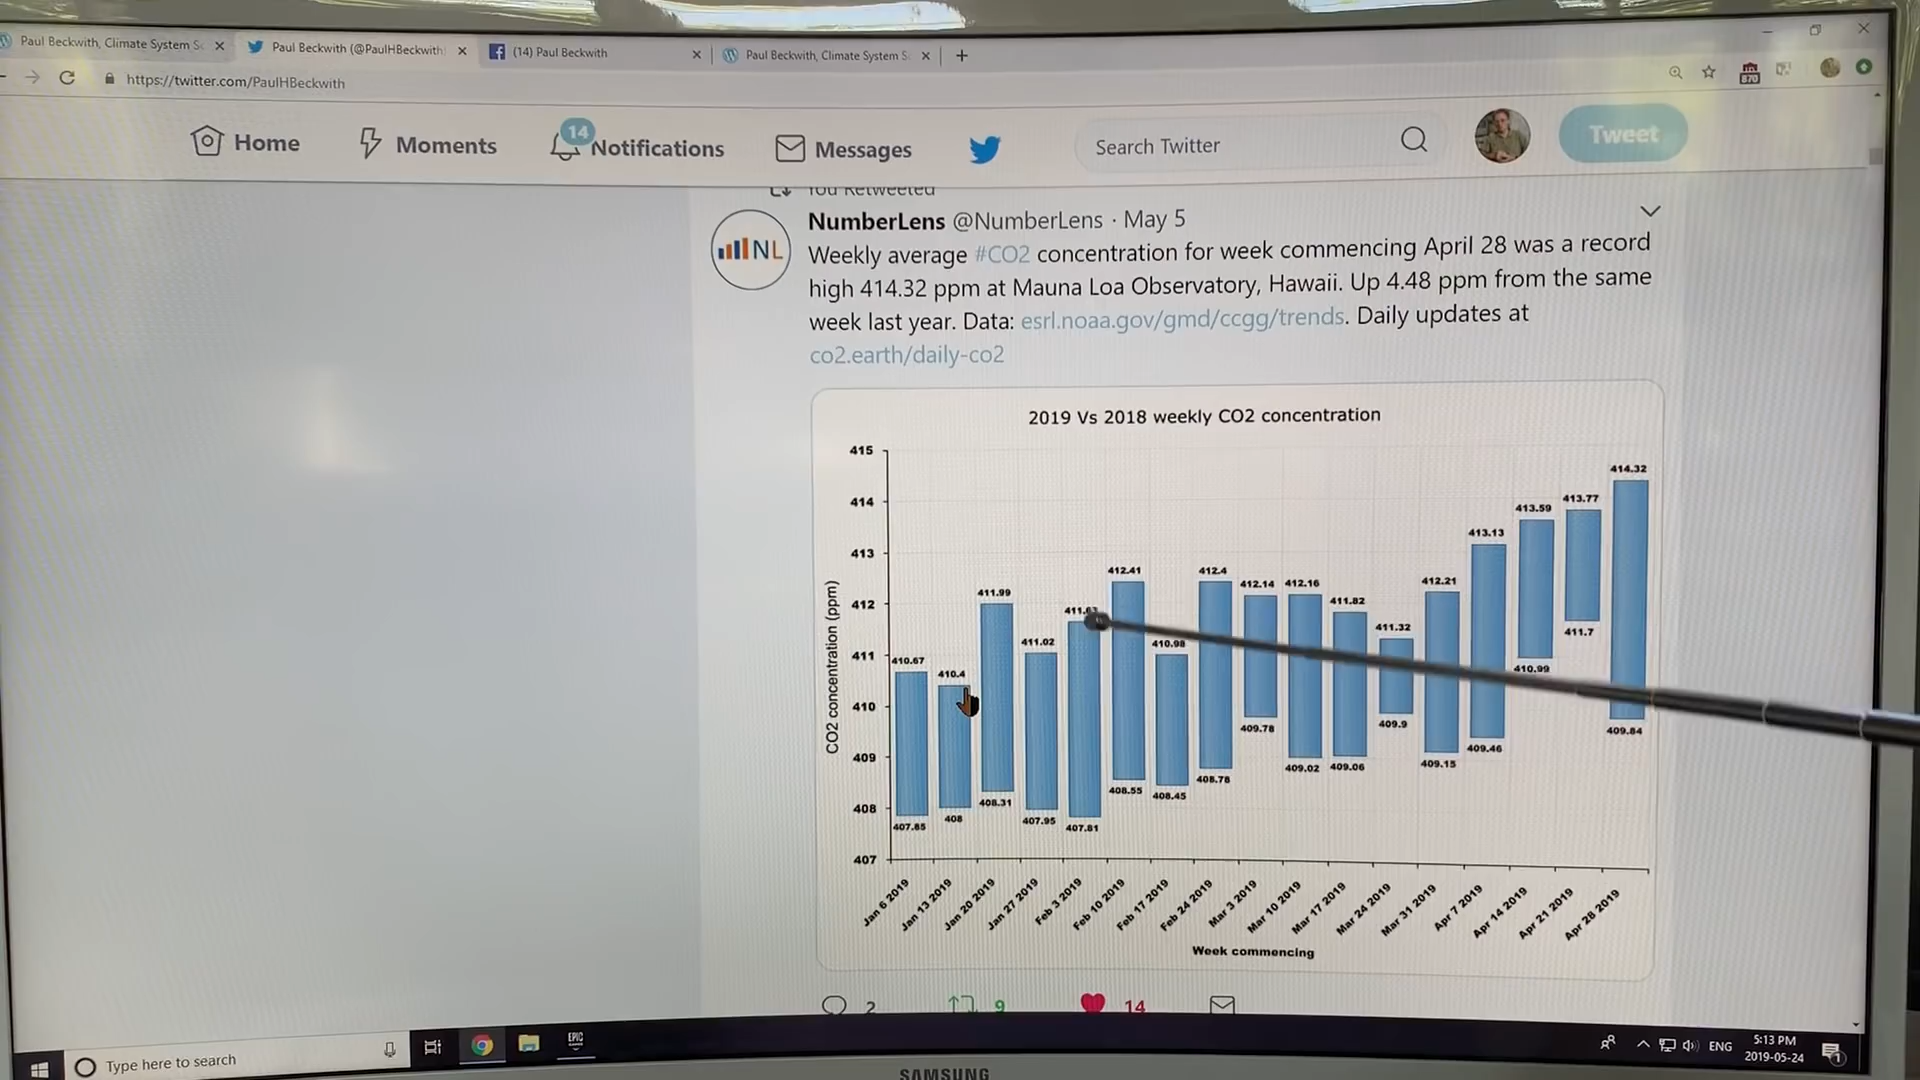 Paul Beckwith, Climate System Sc
Paul Beckwith (@PaulHBeckwith
(14) Paul Beckwith
Paul Beckwith, Climate System S
https://twitter.com/PaulHBeckwith
870
Home
Moments
14
Notifications
Messages
Search Twitter
Tweet
You Retweeted
NL
NumberLens @NumberLens · May 5
Weekly average #CO2 concentration for week commencing April 28 was a record
high 414.32 ppm at Mauna Loa Observatory, Hawaii. Up 4.48 ppm from the same
week last year. Data: esrl.noaa.gov/gmd/ccgg/trends. Daily updates at
co2.earth/daily-co2
2019 Vs 2018 weekly CO2 concentration
CO2 concentration (ppm)
415
414
413
412
411
410
409
408
407
410.67
410.4
411.99
411.02
412.41
410.98
412.4
412.14
412.16
411.82
411.32
412.21
413.13
413.59
413.77
414.32
407.85
408
408.31
407.95
407.81
408.55
408.45
408.78
409.78
409.02
409.06
409.9
409.15
409.46
410.99
411.7
409.84
Jan 6 2019
Jan 13 2019
Jan 20 2019
Jan 27 2019
Feb 3 2019
Feb 10 2019
Feb 17 2019
Feb 24 2019
Mar 3 2019
Mar 10 2019
Mar 17 2019
Mar 24 2019
Mar 31 2019
Apr 7 2019
Apr 14 2019
Apr 21 2019
Apr 28 2019
Week commencing
2
9
14
Type here to search
EPIC
ENG
5:13 PM
2019-05-24
1
SAMSUNG